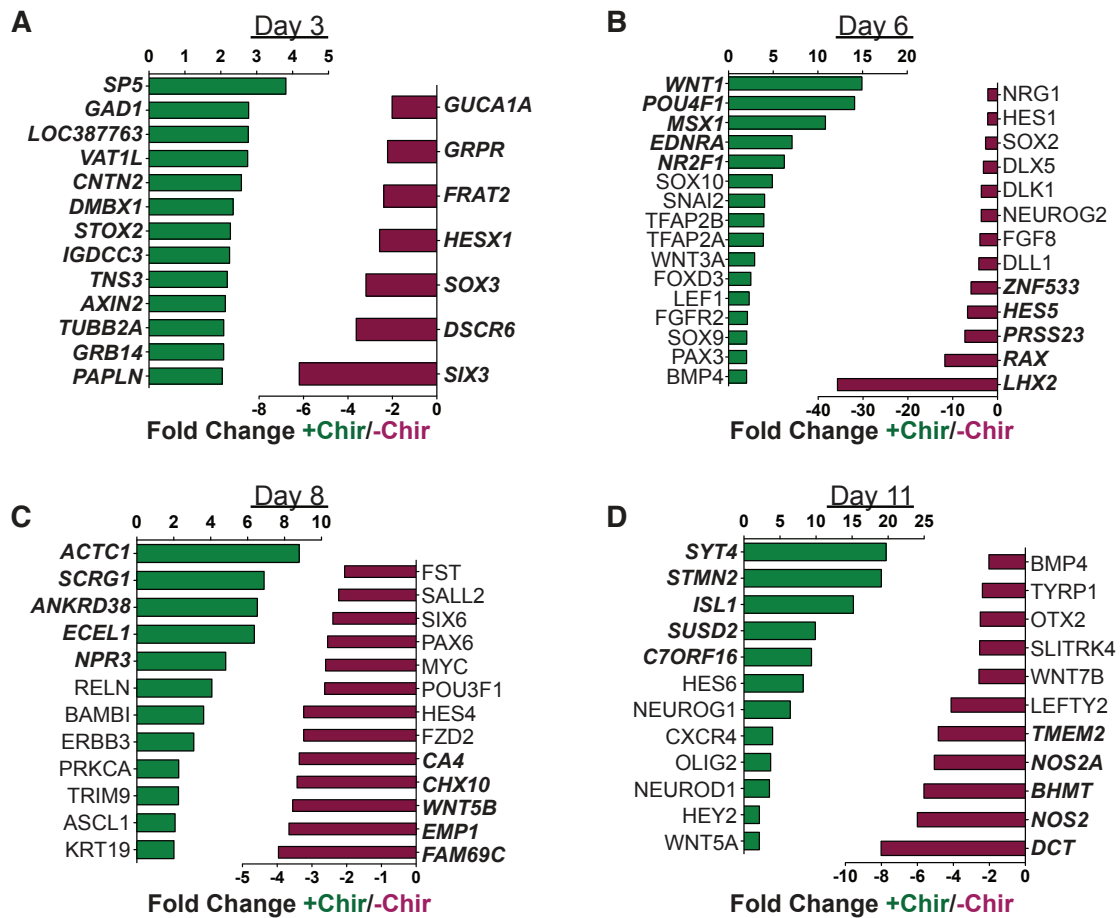 A
Day 3
0 1 2 3 4 5
SP5
GAD1
LOC387763
VAT1L
CNTN2
DMBX1
STOX2
IGDCC3
TNS3
AXIN2
TUBB2A
GRB14
PAPLN
GUCA1A
GRPR
FRAT2
HESX1
SOX3
DSCR6
SIX3
-8 -6 -4 -2 0
Fold Change +Chir/-Chir
B
Day 6
0 5 10 15 20
WNT1
POU4F1
MSX1
EDNRA
NR2F1
SOX10
SNAI2
TFAP2B
TFAP2A
WNT3A
FOXD3
LEF1
FGFR2
SOX9
PAX3
BMP4
NRG1
HES1
SOX2
DLX5
DLK1
NEUROG2
FGF8
DLL1
ZNF533
HES5
PRSS23
RAX
LHX2
-40 -30 -20 -10 0
Fold Change +Chir/-Chir
C
Day 8
0 2 4 6 8 10
ACTC1
SCRG1
ANKRD38
ECEL1
NPR3
RELN
BAMBI
ERBB3
PRKCA
TRIM9
ASCL1
KRT19
FST
SALL2
SIX6
PAX6
MYC
POU3F1
HES4
FZD2
CA4
CHX10
WNT5B
EMP1
FAM69C
-5 -4 -3 -2 -1 0
Fold Change +Chir/-Chir
D
Day 11
0 5 10 15 20 25
SYT4
STMN2
ISL1
SUSD2
C7ORF16
HES6
NEUROG1
CXCR4
OLIG2
NEUROD1
HEY2
WNT5A
BMP4
TYRP1
OTX2
SLITRK4
WNT7B
LEFTY2
TMEM2
NOS2A
BHMT
NOS2
DCT
-10 -8 -6 -4 -2 0
Fold Change +Chir/-Chir